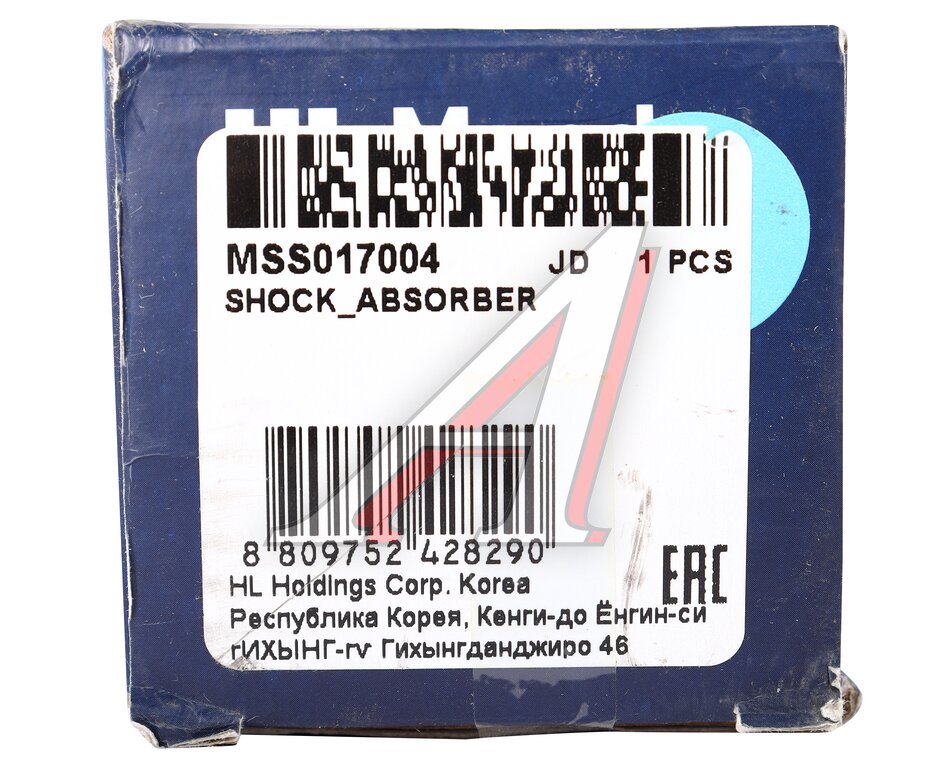 MSS017004 JD 1 PCS
SHOCK_ABSORBER
8 809752 428290
HL Holdings Corp. Korea
EAC
Республика Корея, Кенги-до Ёнгин-си
гИХЫНГ-гv Гихынгданджиро 46